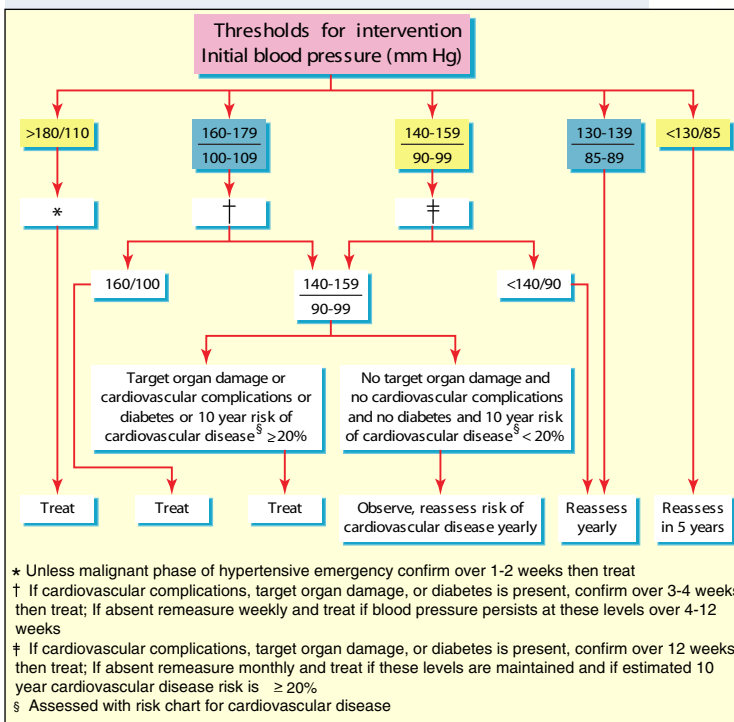 Thresholds for intervention
Initial blood pressure (mm Hg)
>180/110
160-179
100-109
140-159
90-99
130-139
85-89
<130/85
*
†
‡
160/100
140-159
90-99
<140/90
Target organ damage or
cardiovascular complications or
diabetes or 10 year risk of
cardiovascular disease§ ≥20%
No target organ damage and
no cardiovascular complications
and no diabetes and 10 year risk
of cardiovascular disease§ < 20%
Treat
Treat
Treat
Observe, reassess risk of
cardiovascular disease yearly
Reassess
yearly
Reassess
in 5 years
* Unless malignant phase of hypertensive emergency confirm over 1-2 weeks then treat
† If cardiovascular complications, target organ damage, or diabetes is present, confirm over 3-4 weeks
then treat; If absent remeasure weekly and treat if blood pressure persists at these levels over 4-12
weeks
‡ If cardiovascular complications, target organ damage, or diabetes is present, confirm over 12 weeks
then treat; If absent remeasure monthly and treat if these levels are maintained and if estimated 10
year cardiovascular disease risk is ≥ 20%
§ Assessed with risk chart for cardiovascular disease